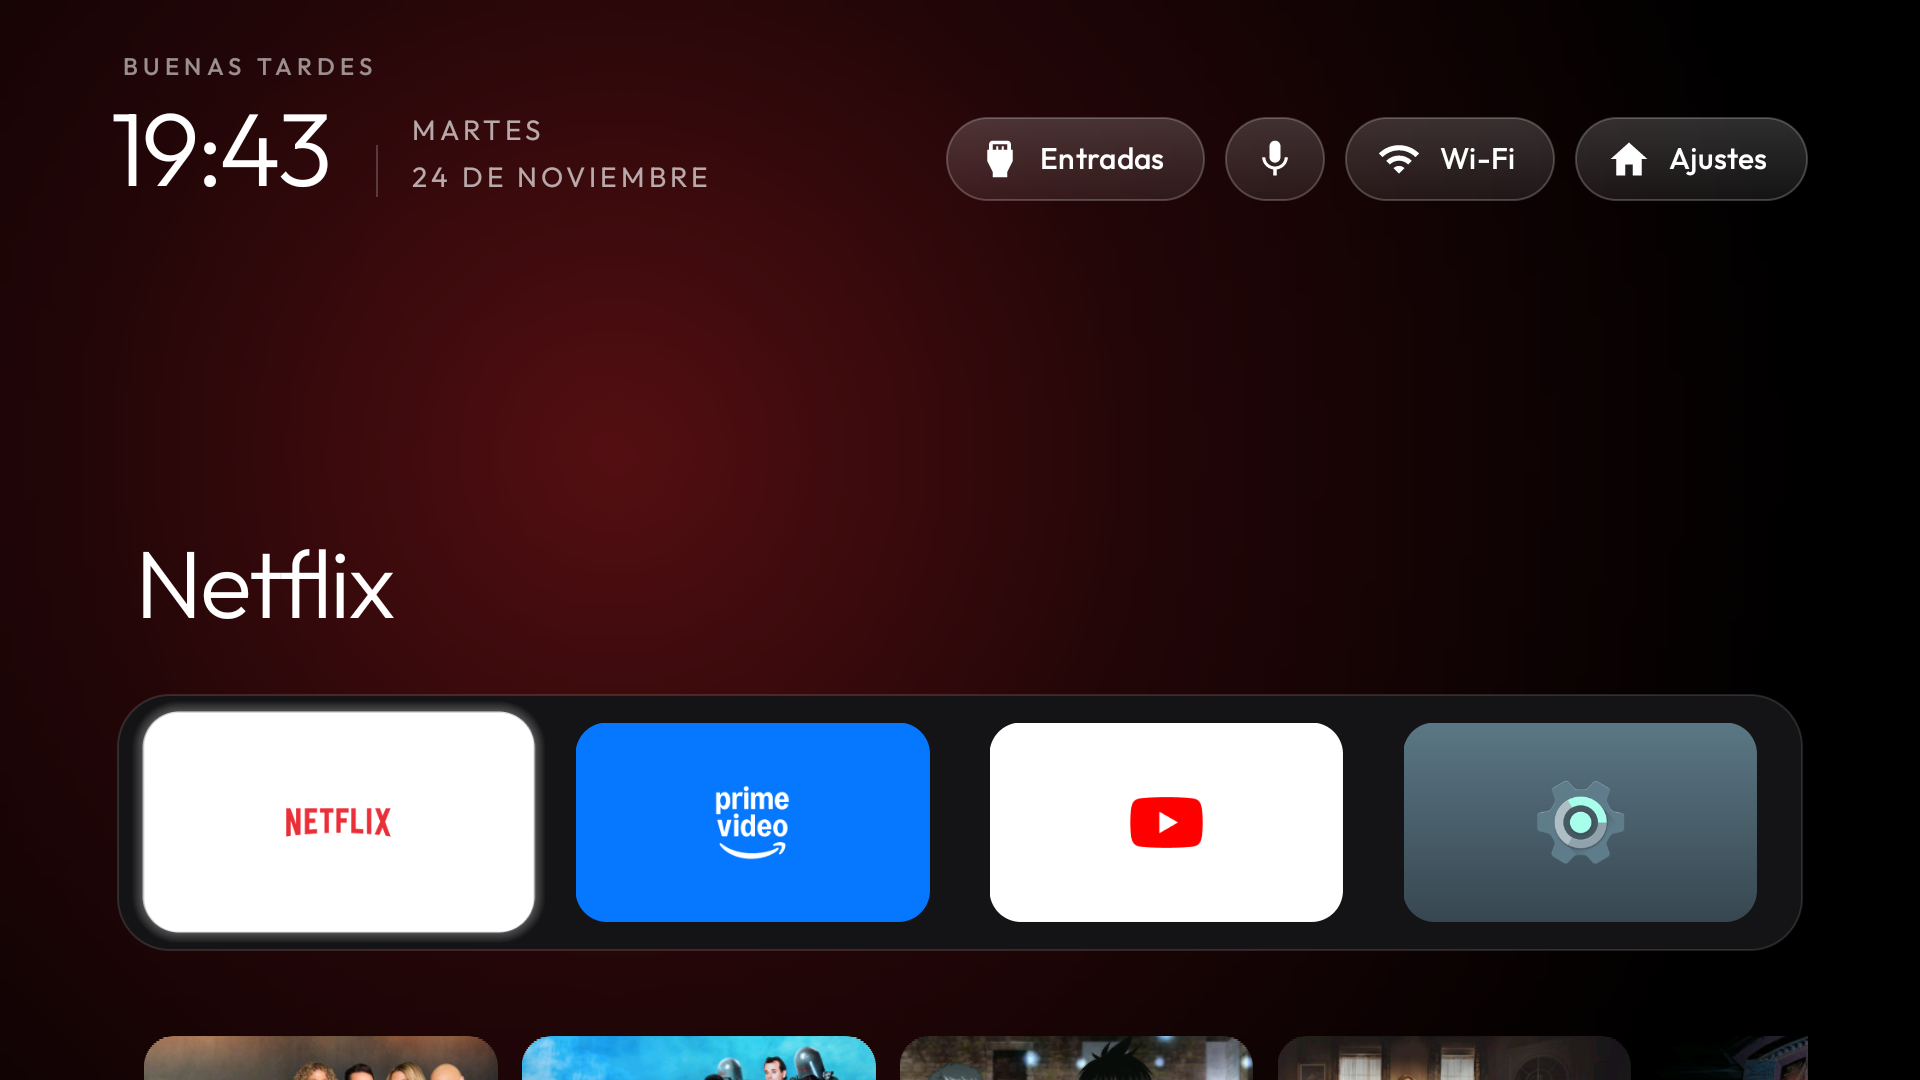 BUENAS TARDES
19:43
MARTES
24 DE NOVIEMBRE
Entradas
Wi-Fi
Ajustes
Netflix
NETFLIX
prime
video